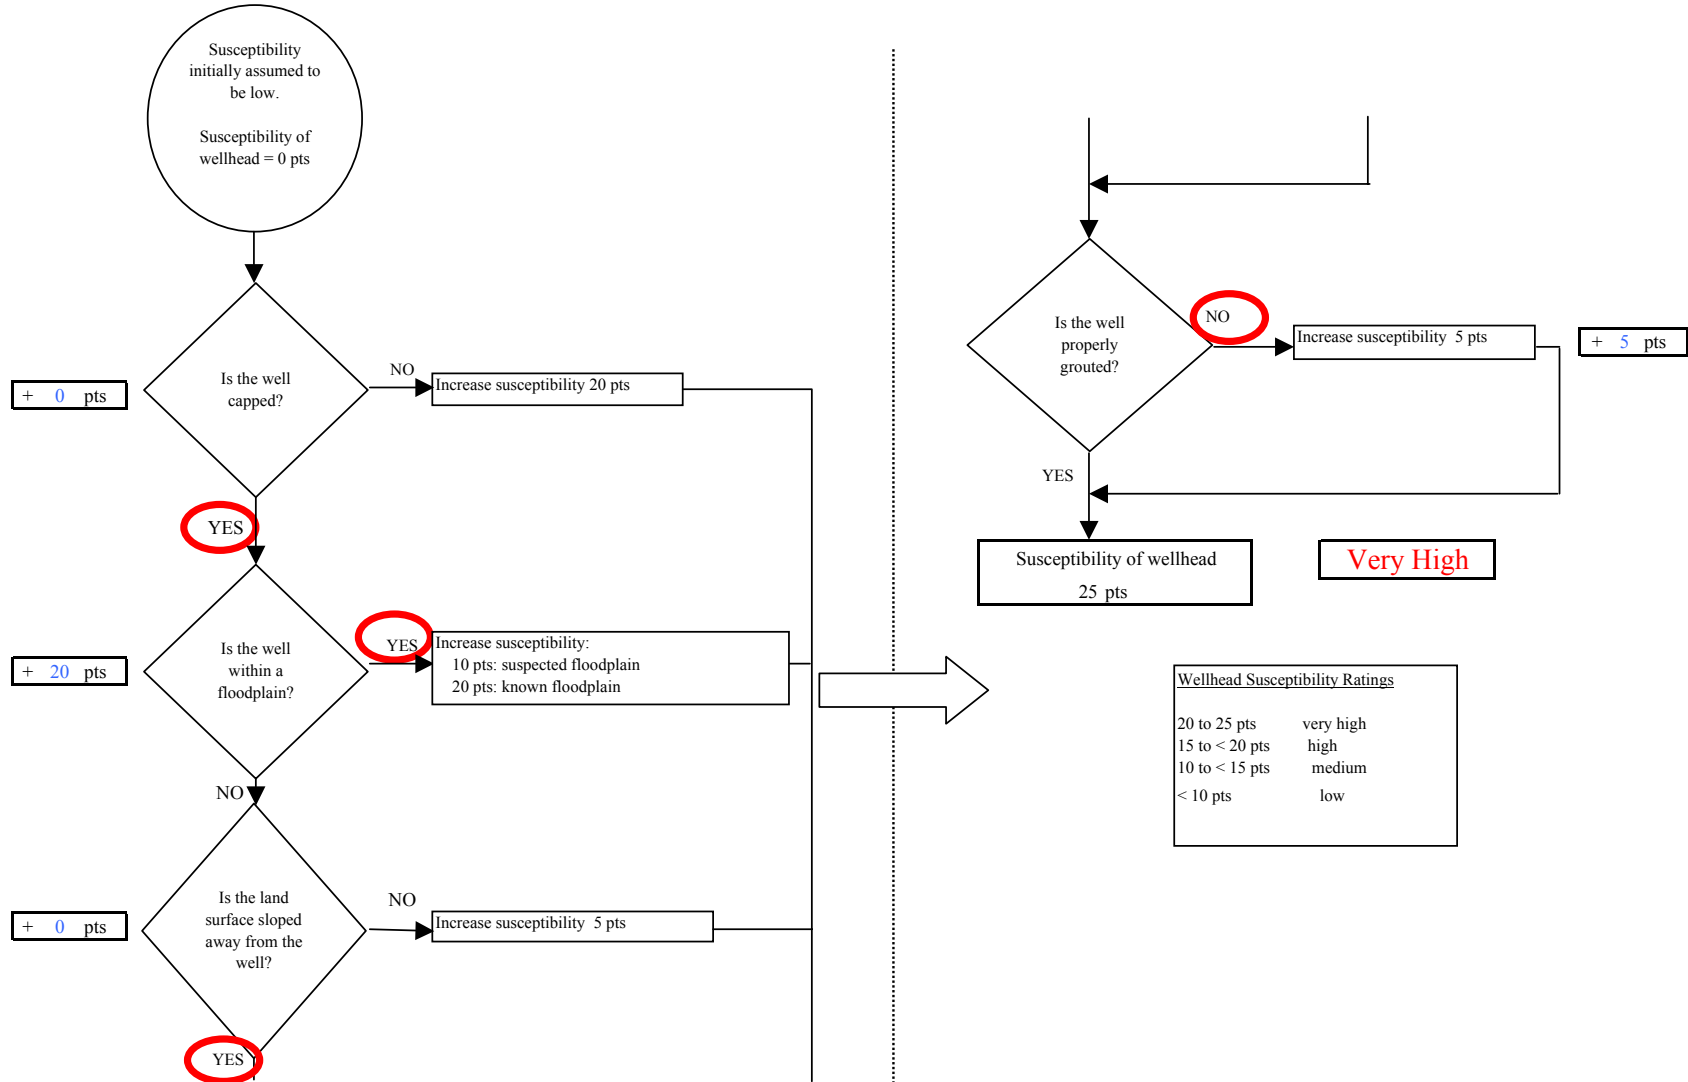 Susceptibility
initially assumed to
be low.
Susceptibility of
wellhead = 0 pts
Is the well
capped?
NO
Increase susceptibility 20 pts
+ 0 pts
YES
Is the well
within a
floodplain?
YES
Increase susceptibility:
10 pts: suspected floodplain
20 pts: known floodplain
+ 20 pts
NO
Is the land
surface sloped
away from the
well?
NO
Increase susceptibility 5 pts
+ 0 pts
YES
Is the well
properly
grouted?
NO
Increase susceptibility 5 pts
+ 5 pts
YES
Susceptibility of wellhead
25 pts
Very High
Wellhead Susceptibility Ratings
20 to 25 pts very high
15 to < 20 pts high
10 to < 15 pts medium
< 10 pts low